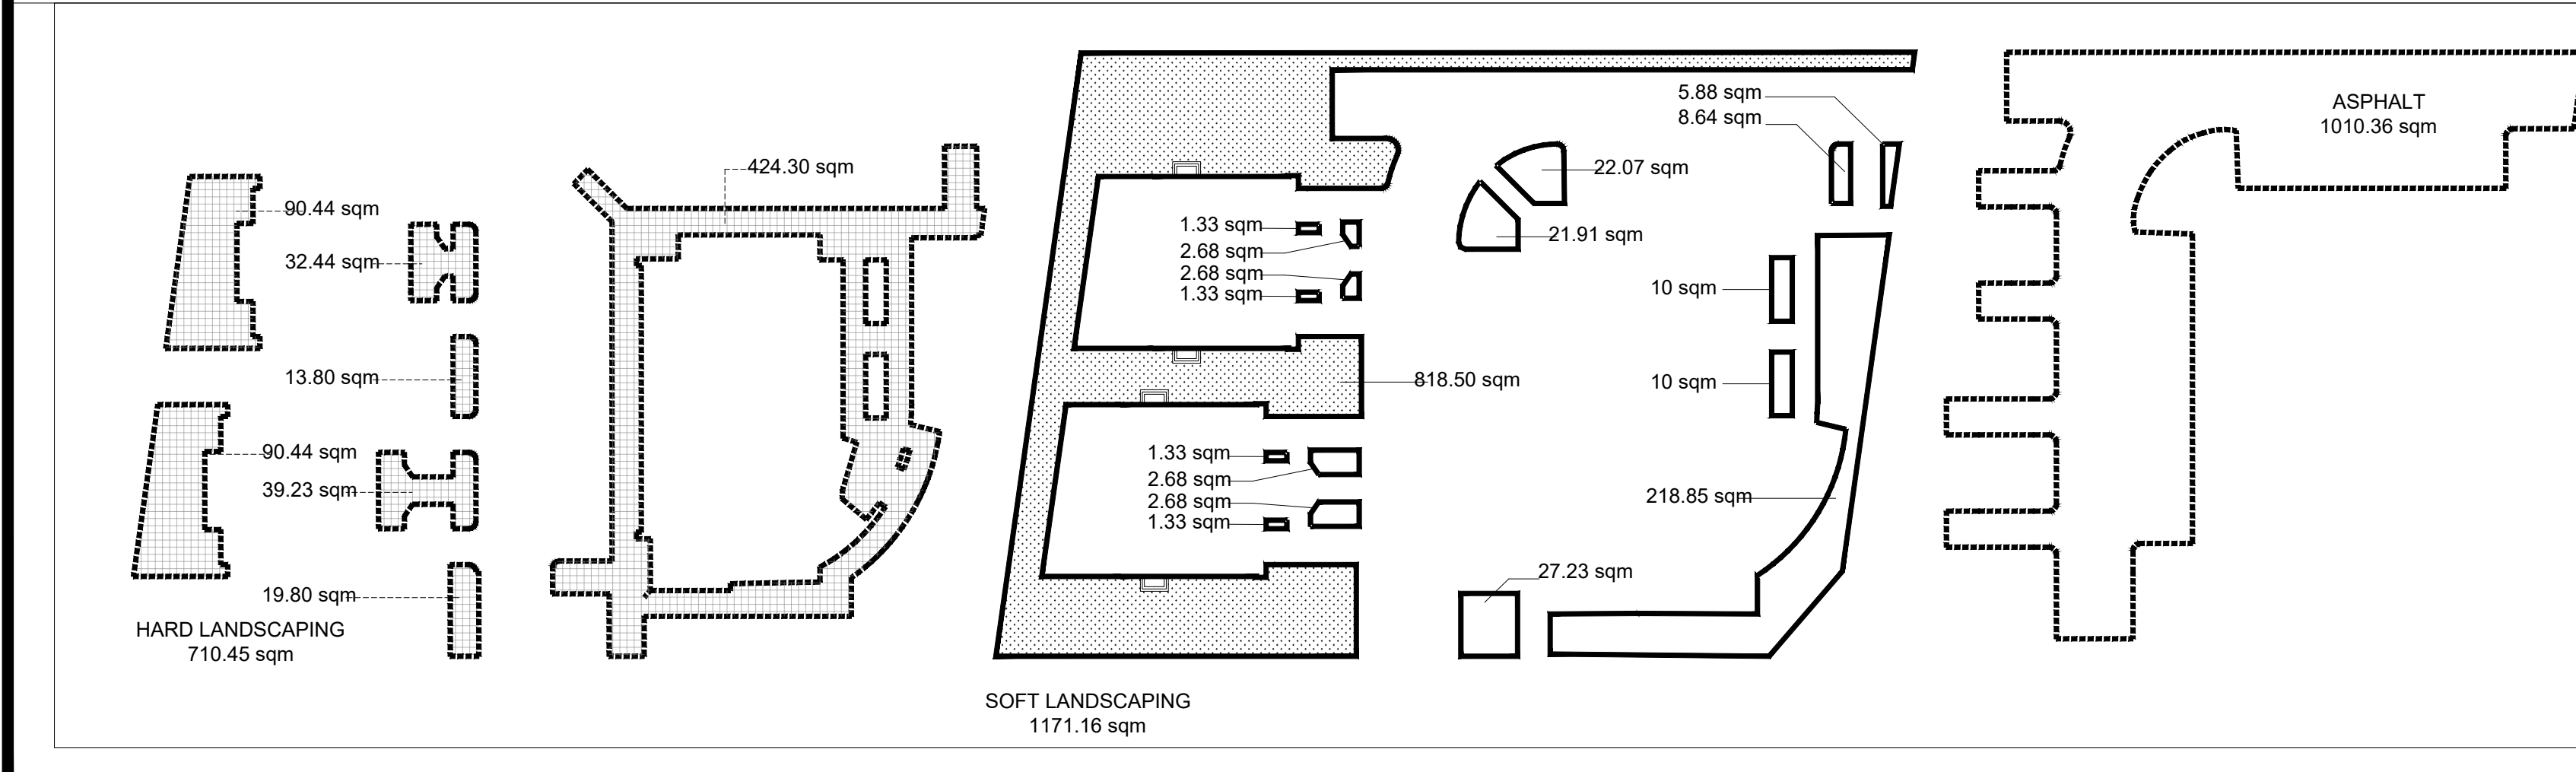 90.44 sqm
32.44 sqm
13.80 sqm
90.44 sqm
39.23 sqm
19.80 sqm
HARD LANDSCAPING
710.45 sqm
424.30 sqm
1.33 sqm
2.68 sqm
2.68 sqm
1.33 sqm
818.50 sqm
1.33 sqm
2.68 sqm
2.68 sqm
1.33 sqm
SOFT LANDSCAPING
1171.16 sqm
5.88 sqm
8.64 sqm
22.07 sqm
21.91 sqm
10 sqm
10 sqm
218.85 sqm
27.23 sqm
ASPHALT
1010.36 sqm